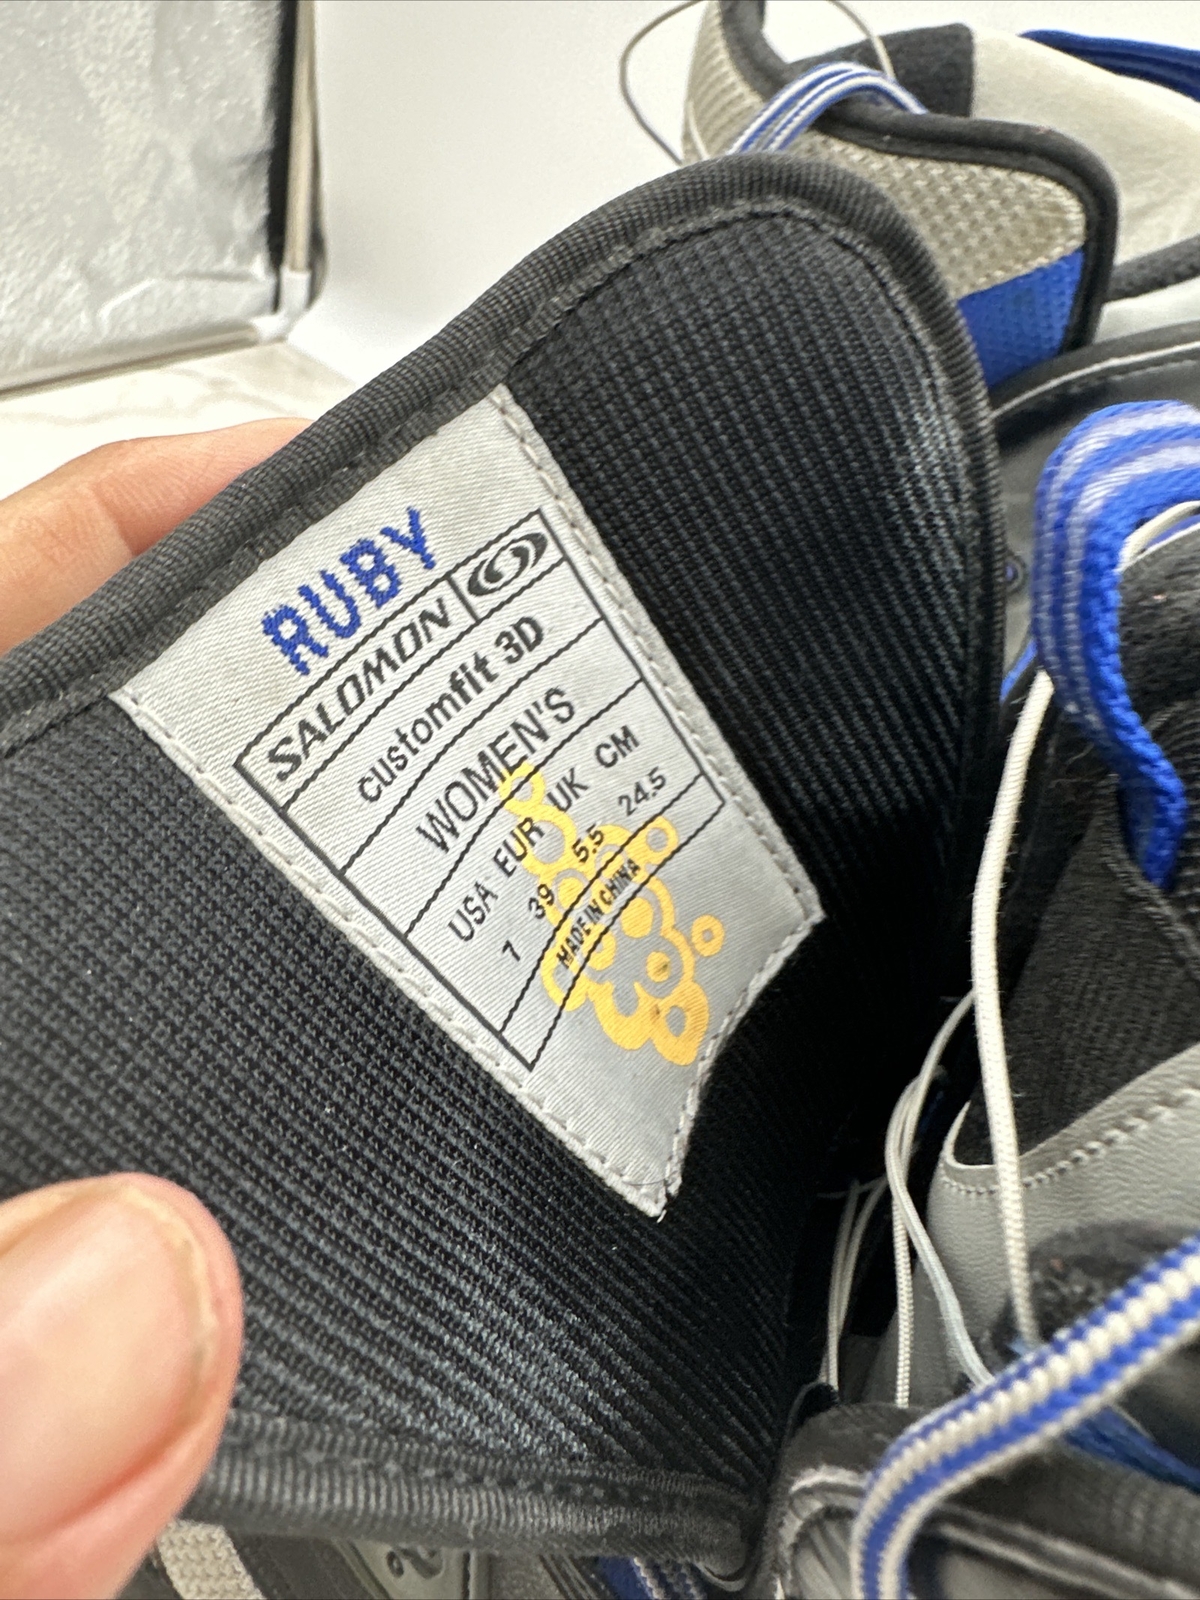 RUBY
SALOMON
customfit 3D
WOMEN'S
USA EUR UK CM
7 39 5,5 24,5
MADE IN CHINA